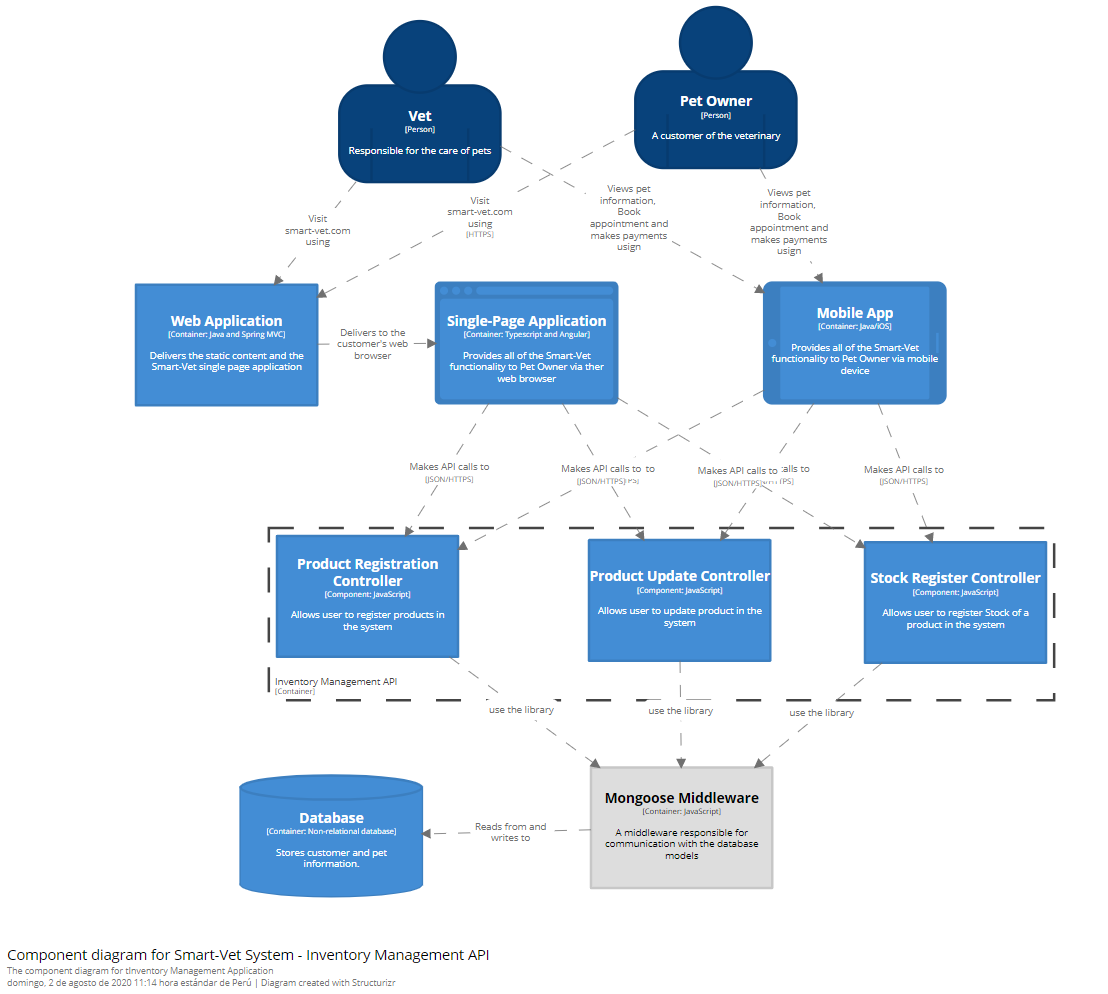 Vet
[Person]
Responsible for the care of pets
Pet Owner
[Person]
A customer of the veterinary
Visit
smart-vet.com
using
Visit
smart-vet.com
using
[HTTPS]
Views pet
information,
Book
appointment and
makes payments
usign
Views pet
information,
Book
appointment and
makes payments
usign
Web Application
[Container: Java and Spring MVC]
Delivers the static content and the
Smart-Vet single page application
Delivers to the
customer's web
browser
Single-Page Application
[Container: Typescript and Angular]
Provides all of the Smart-Vet
functionality to Pet Owner via ther
web browser
Mobile App
[Container: Java/iOS]
Provides all of the Smart-Vet
functionality to Pet Owner via mobile
device
Makes API calls to
[JSON/HTTPS]
Makes API calls to
[JSON/HTTPS]
to
Makes API calls to
[JSON/HTTPS]
calls to
Makes API calls to
[JSON/HTTPS]
Product Registration
Controller
[Component: JavaScript]
Allows user to register products in
the system
Product Update Controller
[Component: JavaScript]
Allows user to update product in the
system
Stock Register Controller
[Component: JavaScript]
Allows user to register Stock of a
product in the system
Inventory Management API
[Container]
use the library
use the library
use the library
Database
[Container: Non-relational database]
Stores customer and pet
information.
Reads from and
writes to
Mongoose Middleware
[Container: JavaScript]
A middleware responsible for
communication with the database
models
Component diagram for Smart-Vet System - Inventory Management API
The component diagram for tInventory Management Application
domingo, 2 de agosto de 2020 11:14 hora estándar de Perú | Diagram created with Structurizr